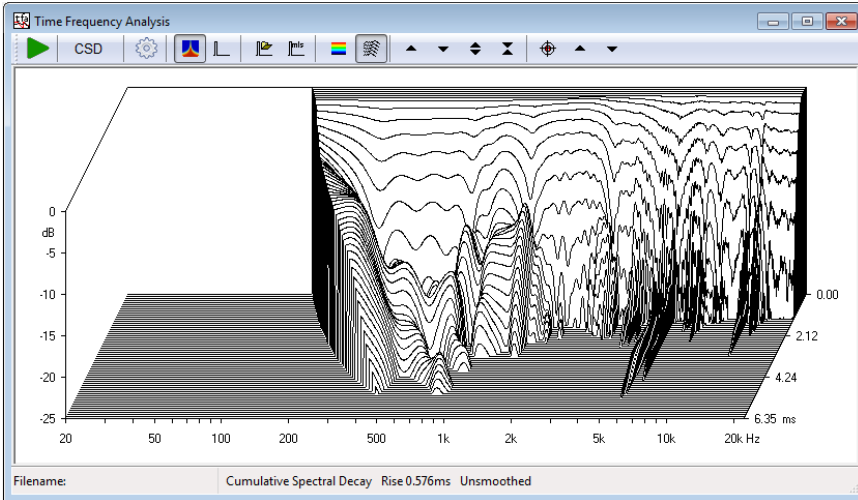 Time Frequency Analysis
CSD
mls
0
dB
-5
-10
-15
-20
-25
0.00
2.12
4.24
6.35 ms
20 50 100 200 500 1k 2k 5k 10k 20k Hz
Filename:
Cumulative Spectral Decay Rise 0.576ms Unsmoothed